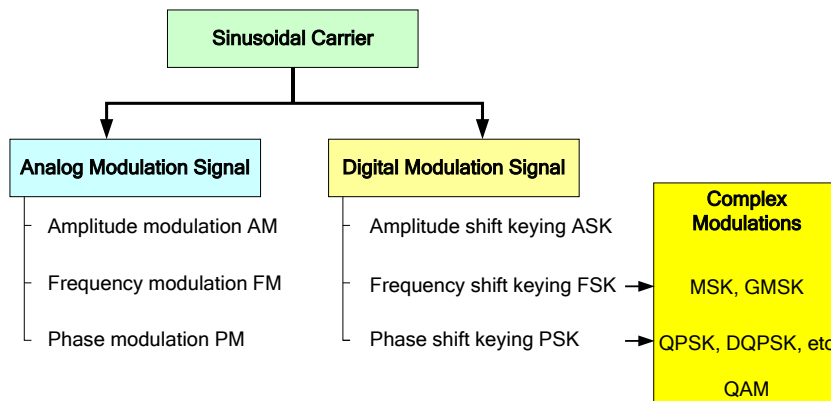 Sinusoidal Carrier
Analog Modulation Signal
Amplitude modulation AM
Frequency modulation FM
Phase modulation PM
Digital Modulation Signal
Amplitude shift keying ASK
Frequency shift keying FSK
Phase shift keying PSK
Complex
Modulations
MSK, GMSK
QPSK, DQPSK, etc
QAM